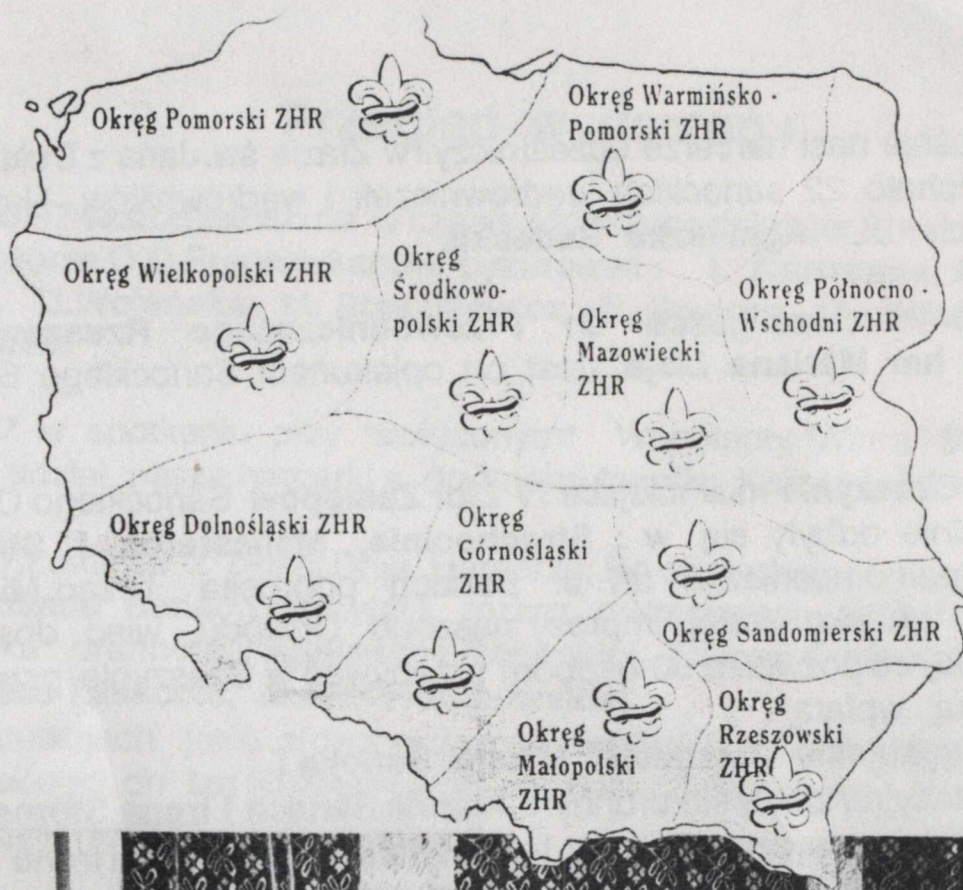 Okręg Pomorski ZHR
Okręg Warmińsko -
Pomorski ZHR
Okręg Wielkopolski ZHR
Okręg
Środkowo-
polski ZHR
Okręg
Mazowiecki
ZHR
Okręg Północno -
Wschodni ZHR
Okręg Dolnośląski ZHR
Okręg
Górnośląski
ZHR
Okręg Sandomierski ZHR
Okręg
Małopolski
ZHR
Okręg
Rzeszowski
ZHR